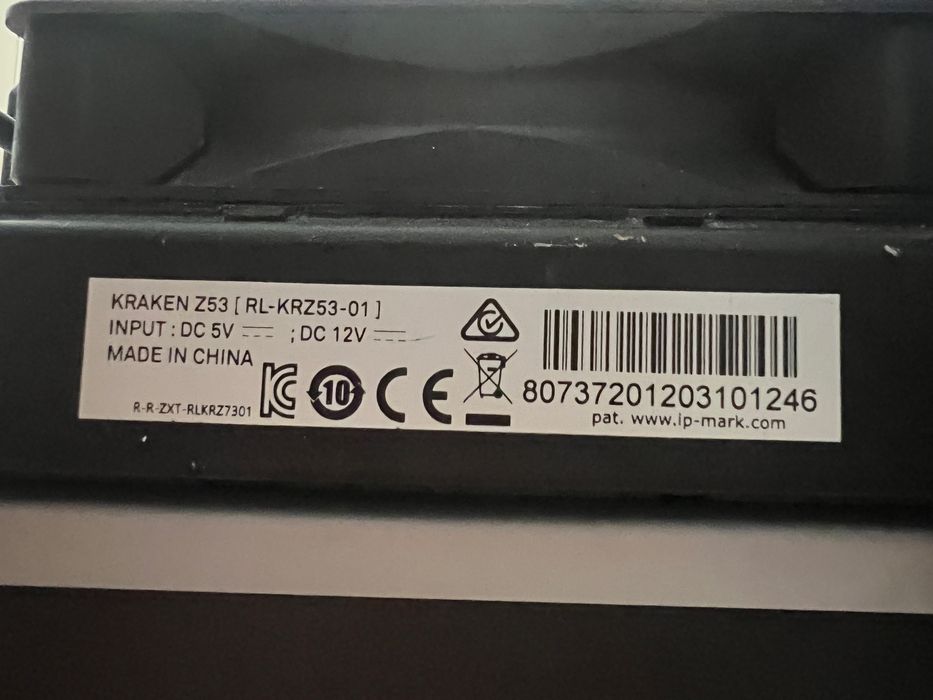 KRAKEN Z53 [ RL-KRZ53-01 ]
INPUT : DC 5V ⎓ ; DC 12V ⎓
MADE IN CHINA
R-R-ZXT-RLKRZ7301
10
CE
80737201203101246
pat. www.ip-mark.com